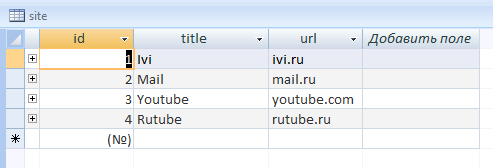 site
id title url Добавить поле
1 Ivi ivi.ru
2 Mail mail.ru
3 Youtube youtube.com
4 Rutube rutube.ru
(№)